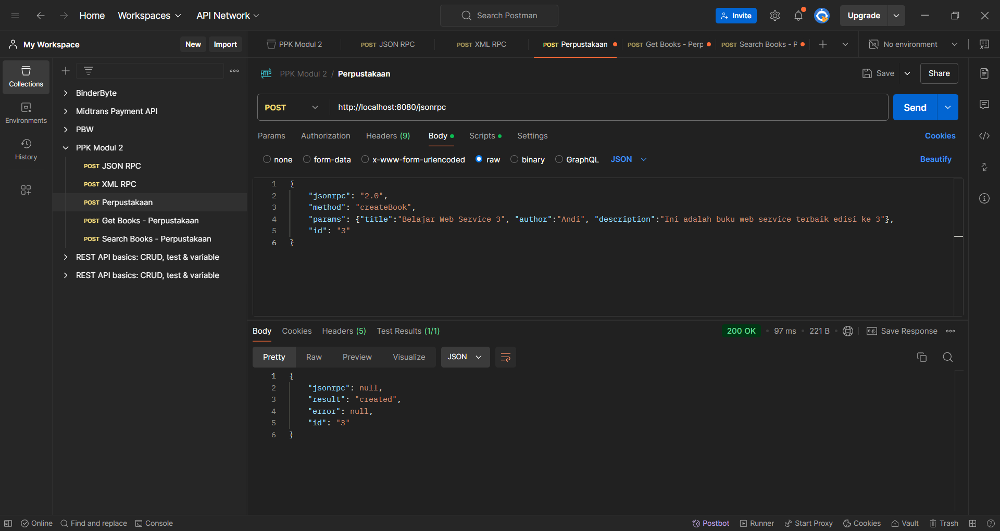 Home Workspaces API Network Search Postman Invite Upgrade
My Workspace New Import PPK Modul 2 POST JSON RPC POST XML RPC POST Perpustakaan POST Get Books - Perp POST Search Books - P No environment
Collections
Environments
History
BinderByte
Midtrans Payment API
PBW
PPK Modul 2
POST JSON RPC
POST XML RPC
POST Perpustakaan
POST Get Books - Perpustakaan
POST Search Books - Perpustakaan
REST API basics: CRUD, test & variable
REST API basics: CRUD, test & variable
HTTP PPK Modul 2 / Perpustakaan Save Share
POST http://localhost:8080/jsonrpc Send
Params Authorization Headers (9) Body Scripts Settings Cookies
none form-data x-www-form-urlencoded raw binary GraphQL JSON Beautify
1 {
2 "jsonrpc": "2.0",
3 "method": "createBook",
4 "params": {"title":"Belajar Web Service 3", "author":"Andi", "description":"Ini adalah buku web service terbaik edisi ke 3"},
5 "id": "3"
6 }
Body Cookies Headers (5) Test Results (1/1) 200 OK 97 ms 221 B e.g. Save Response
Pretty Raw Preview Visualize JSON
1 {
2 "jsonrpc": null,
3 "result": "created",
4 "error": null,
5 "id": "3"
6 }
Online Find and replace Console Postbot Runner Start Proxy Cookies Vault Trash